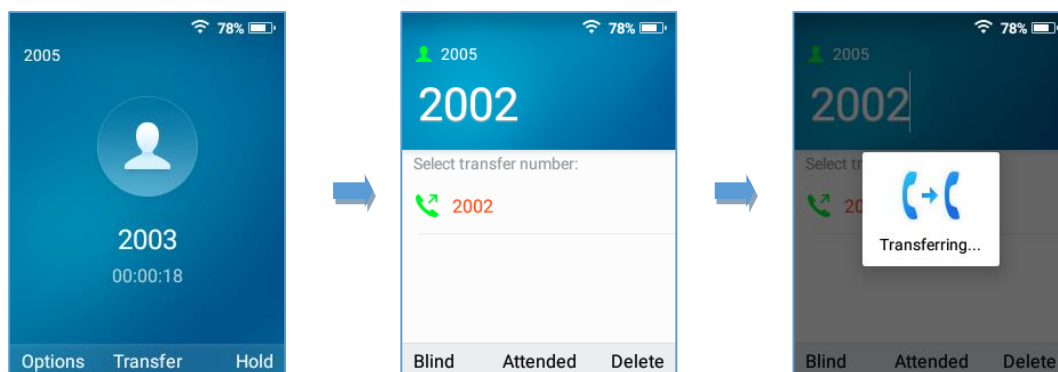 78%
2005
2003
00:00:18
Options Transfer Hold
78%
2005
2002
Select transfer number:
2002
Blind Attended Delete
78%
2005
2002
Select tr
20
Transferring...
Blind Attended Delete